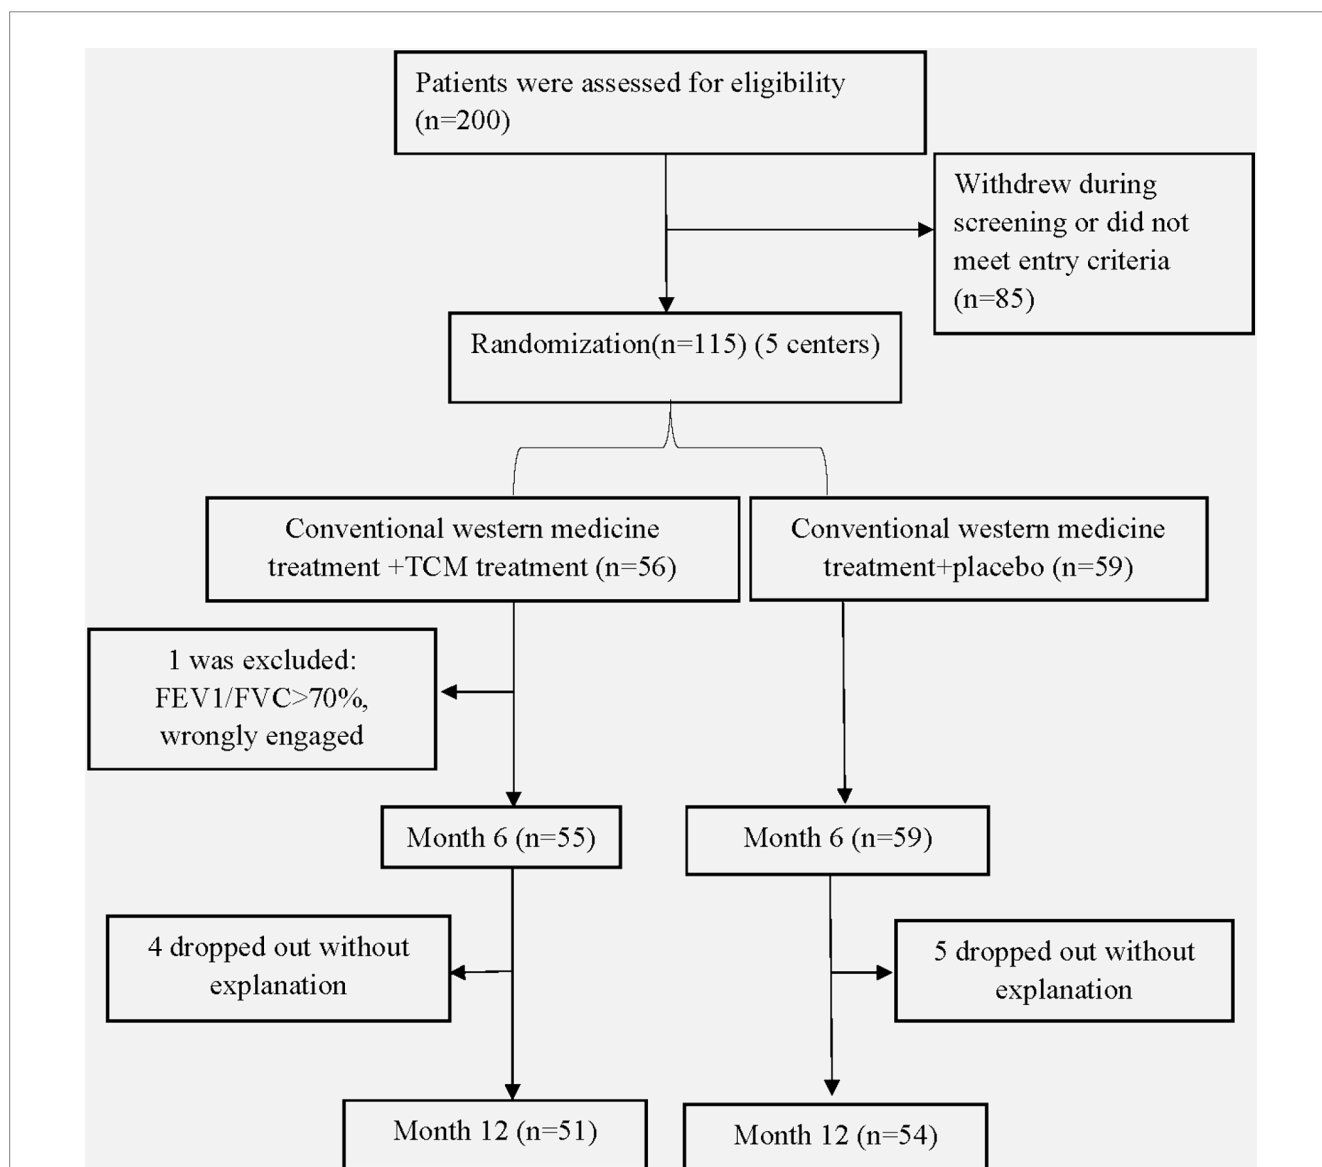 Patients were assessed for eligibility
(n=200)
Withdrew during
screening or did not
meet entry criteria
(n=85)
Randomization(n=115) (5 centers)
Conventional western medicine
treatment +TCM treatment (n=56)
Conventional western medicine
treatment+placebo (n=59)
1 was excluded:
FEV1/FVC>70%,
wrongly engaged
Month 6 (n=55)
Month 6 (n=59)
4 dropped out without
explanation
5 dropped out without
explanation
Month 12 (n=51)
Month 12 (n=54)